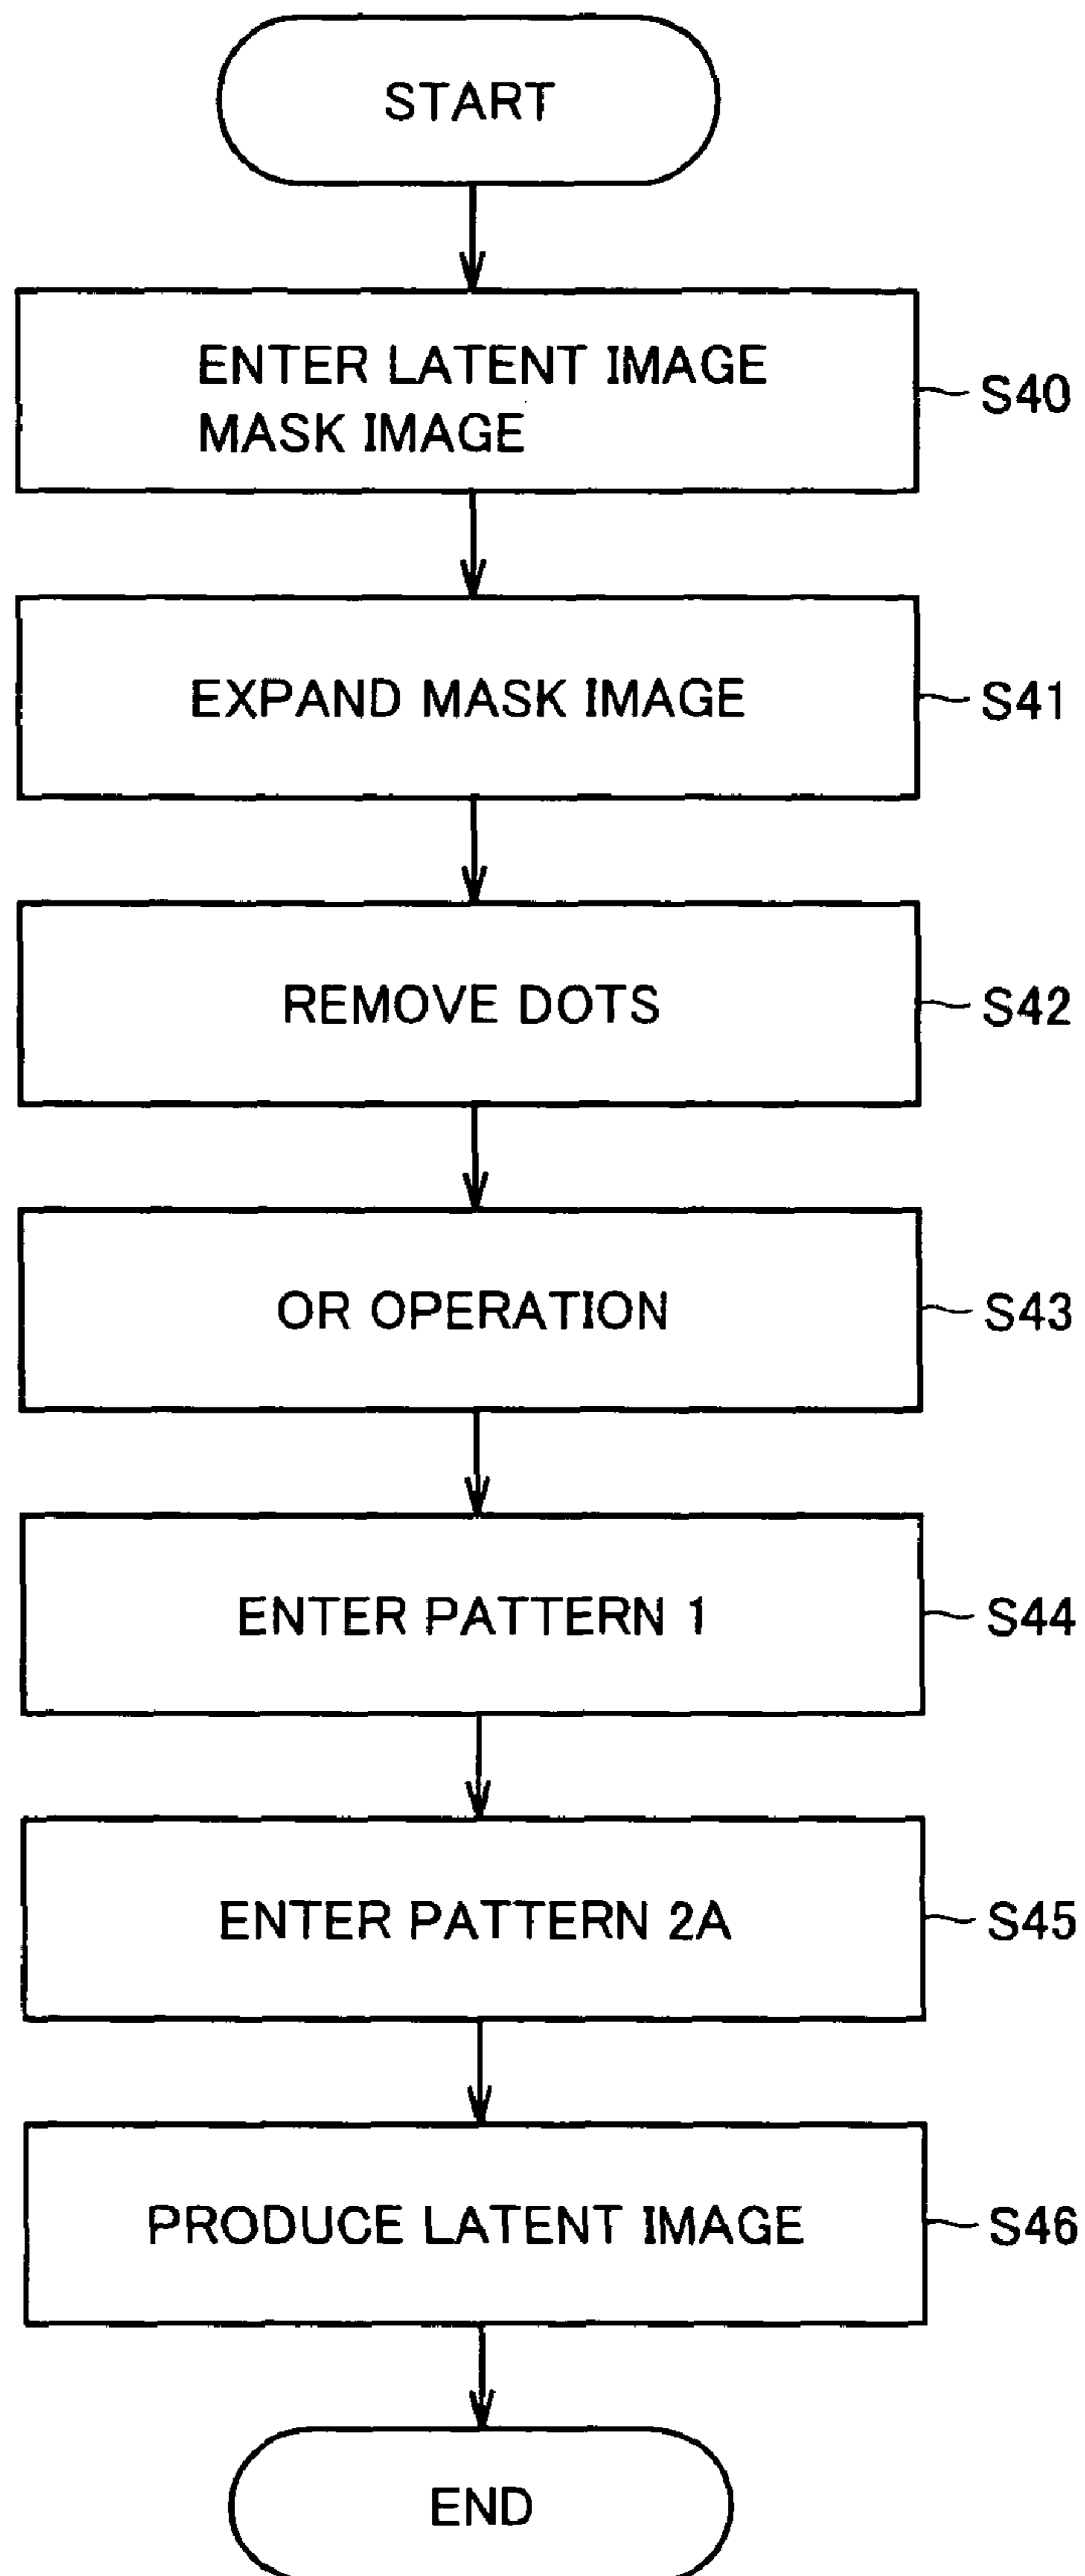 START
ENTER LATENT IMAGE
MASK IMAGE
S40
EXPAND MASK IMAGE
S41
REMOVE DOTS
S42
OR OPERATION
S43
ENTER PATTERN 1
S44
ENTER PATTERN 2A
S45
PRODUCE LATENT IMAGE
S46
END